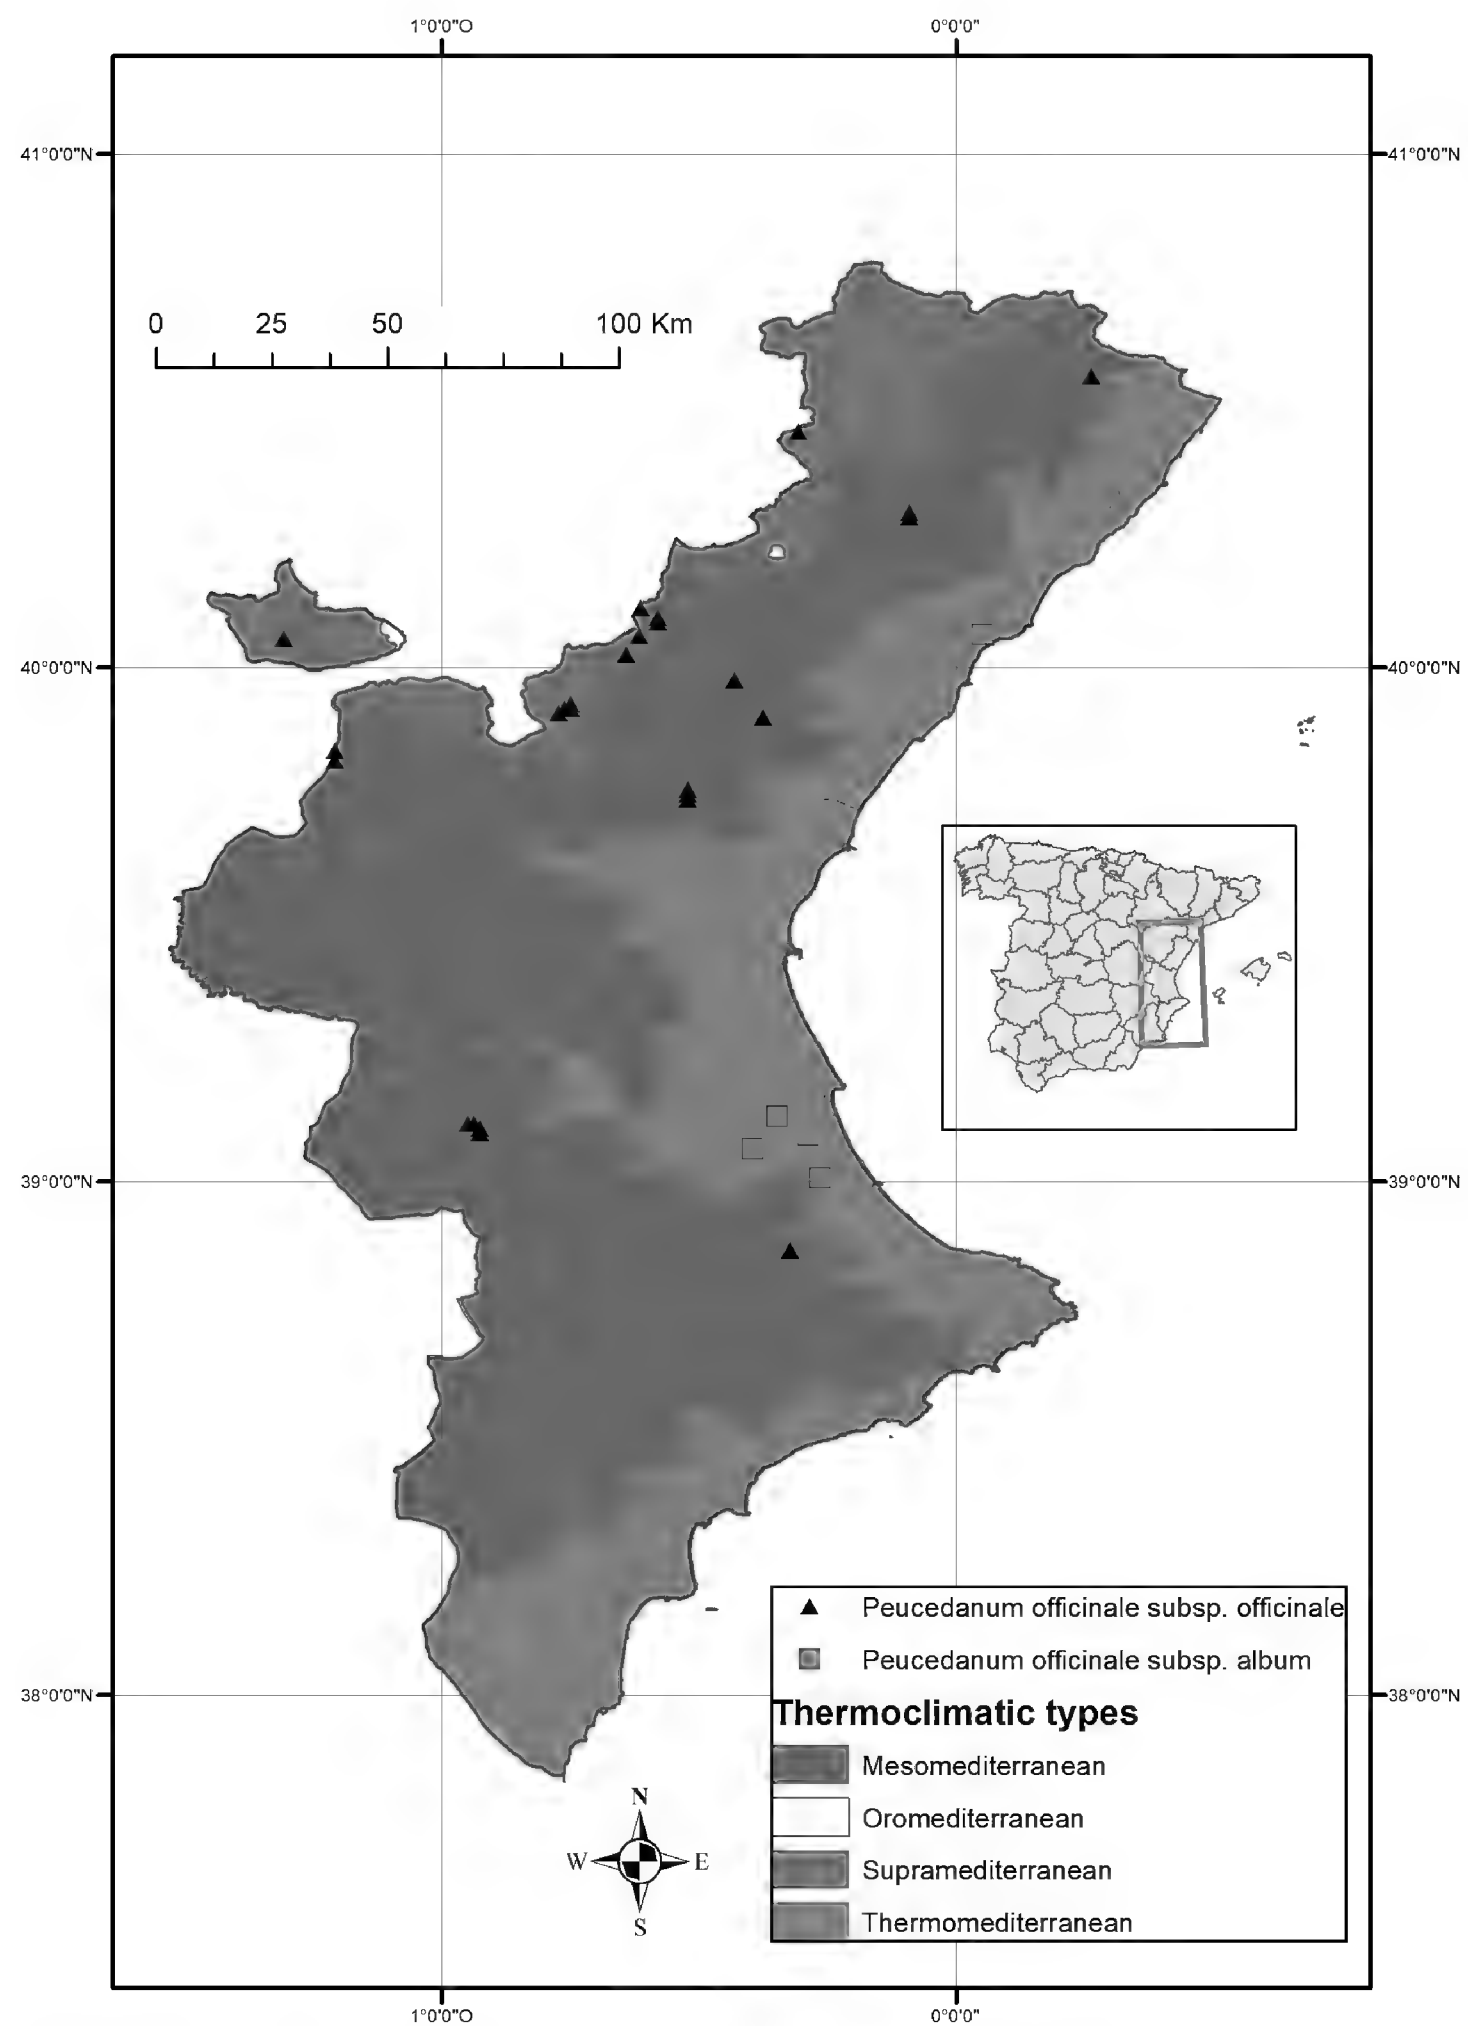 1°0'0"O 0°0'0"
41°0'0"N 41°0'0"N
0 25 50 100 Km
40°0'0"N 40°0'0"N
39°0'0"N 39°0'0"N
Peucedanum officinale subsp. officinale
Peucedanum officinale subsp. album
38°0'0"N 38°0'0"N
Thermoclimatic types
Mesomediterranean
Oromediterranean
Supramediterranean
Thermomediterranean
N
W E
S
1°0'0"O 0°0'0"